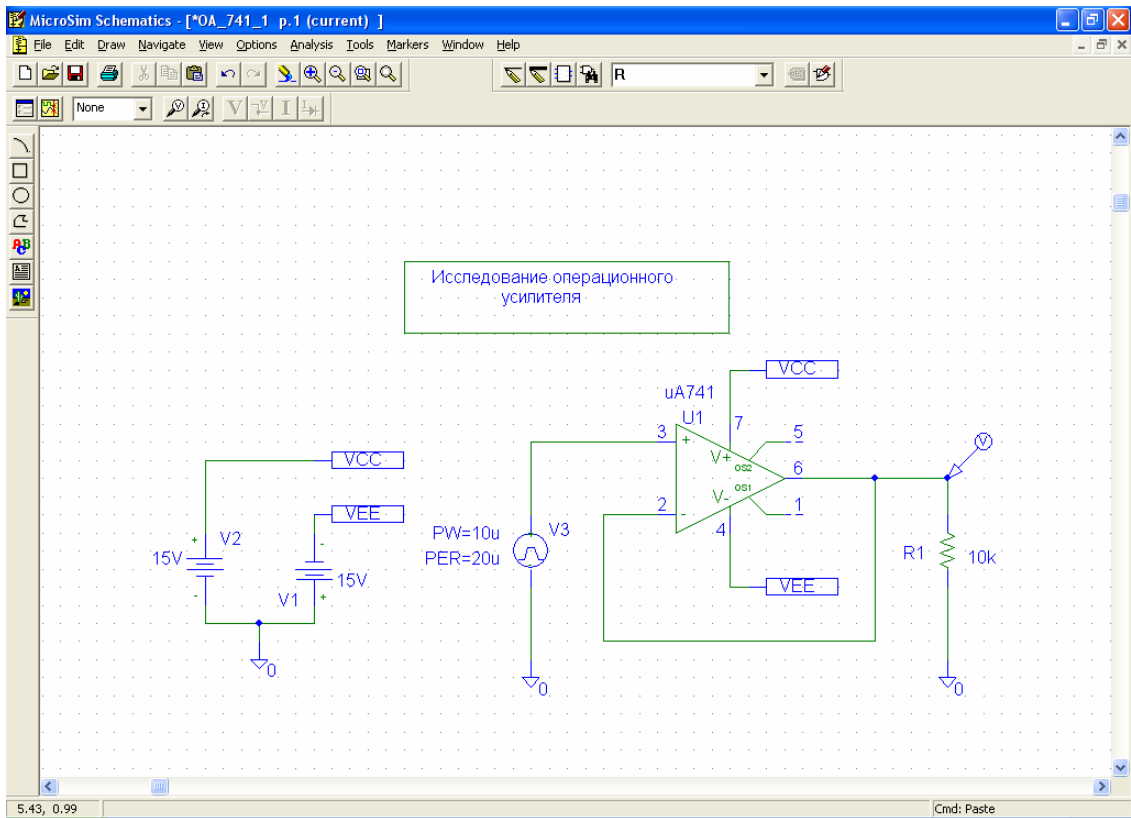 MicroSim Schematics - [*OA_741_1 p.1 (current) ]
File Edit Draw Navigate View Options Analysis Tools Markers Window Help
R
None
V V I
ABC
A
Исследование операционного
усилителя
VCC
uA741
U1
7
3
+
5
V+
OS2
6
V
VCC
VEE
OS1
V-
2
-
1
4
+
V2
-
PW=10u
V3
15V
PER=20u
R1
10k
15V
VEE
V1
-
+
0
0
0
5.43, 0.99
Cmd: Paste